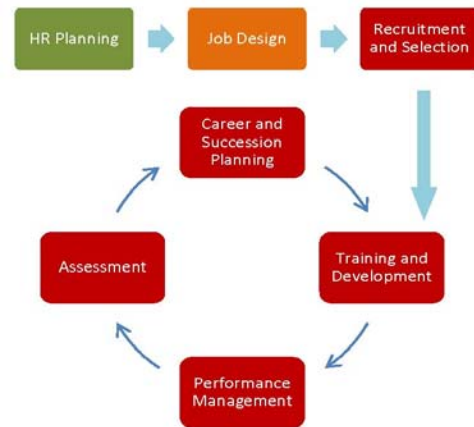 HR Planning
Job Design
Recruitment
and Selection
Career and
Succession
Planning
Assessment
Training and
Development
Performance
Management